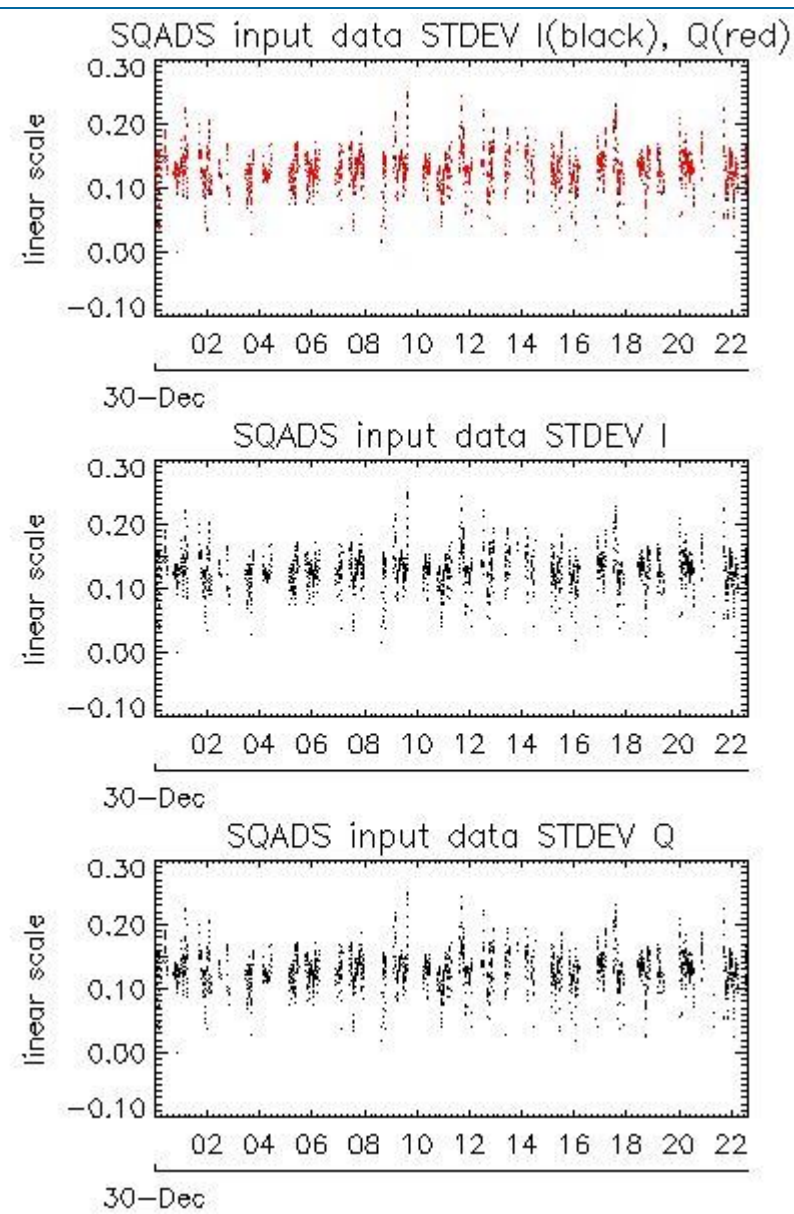 SQADS input data STDEV I(black), Q(red)
0.30
0.20
0.10
0.00
-0.10
linear scale
02 04 06 08 10 12 14 16 18 20 22
30-Dec
SQADS input data STDEV I
0.30
0.20
0.10
0.00
-0.10
linear scale
02 04 06 08 10 12 14 16 18 20 22
30-Dec
SQADS input data STDEV Q
0.30
0.20
0.10
0.00
-0.10
linear scale
02 04 06 08 10 12 14 16 18 20 22
30-Dec